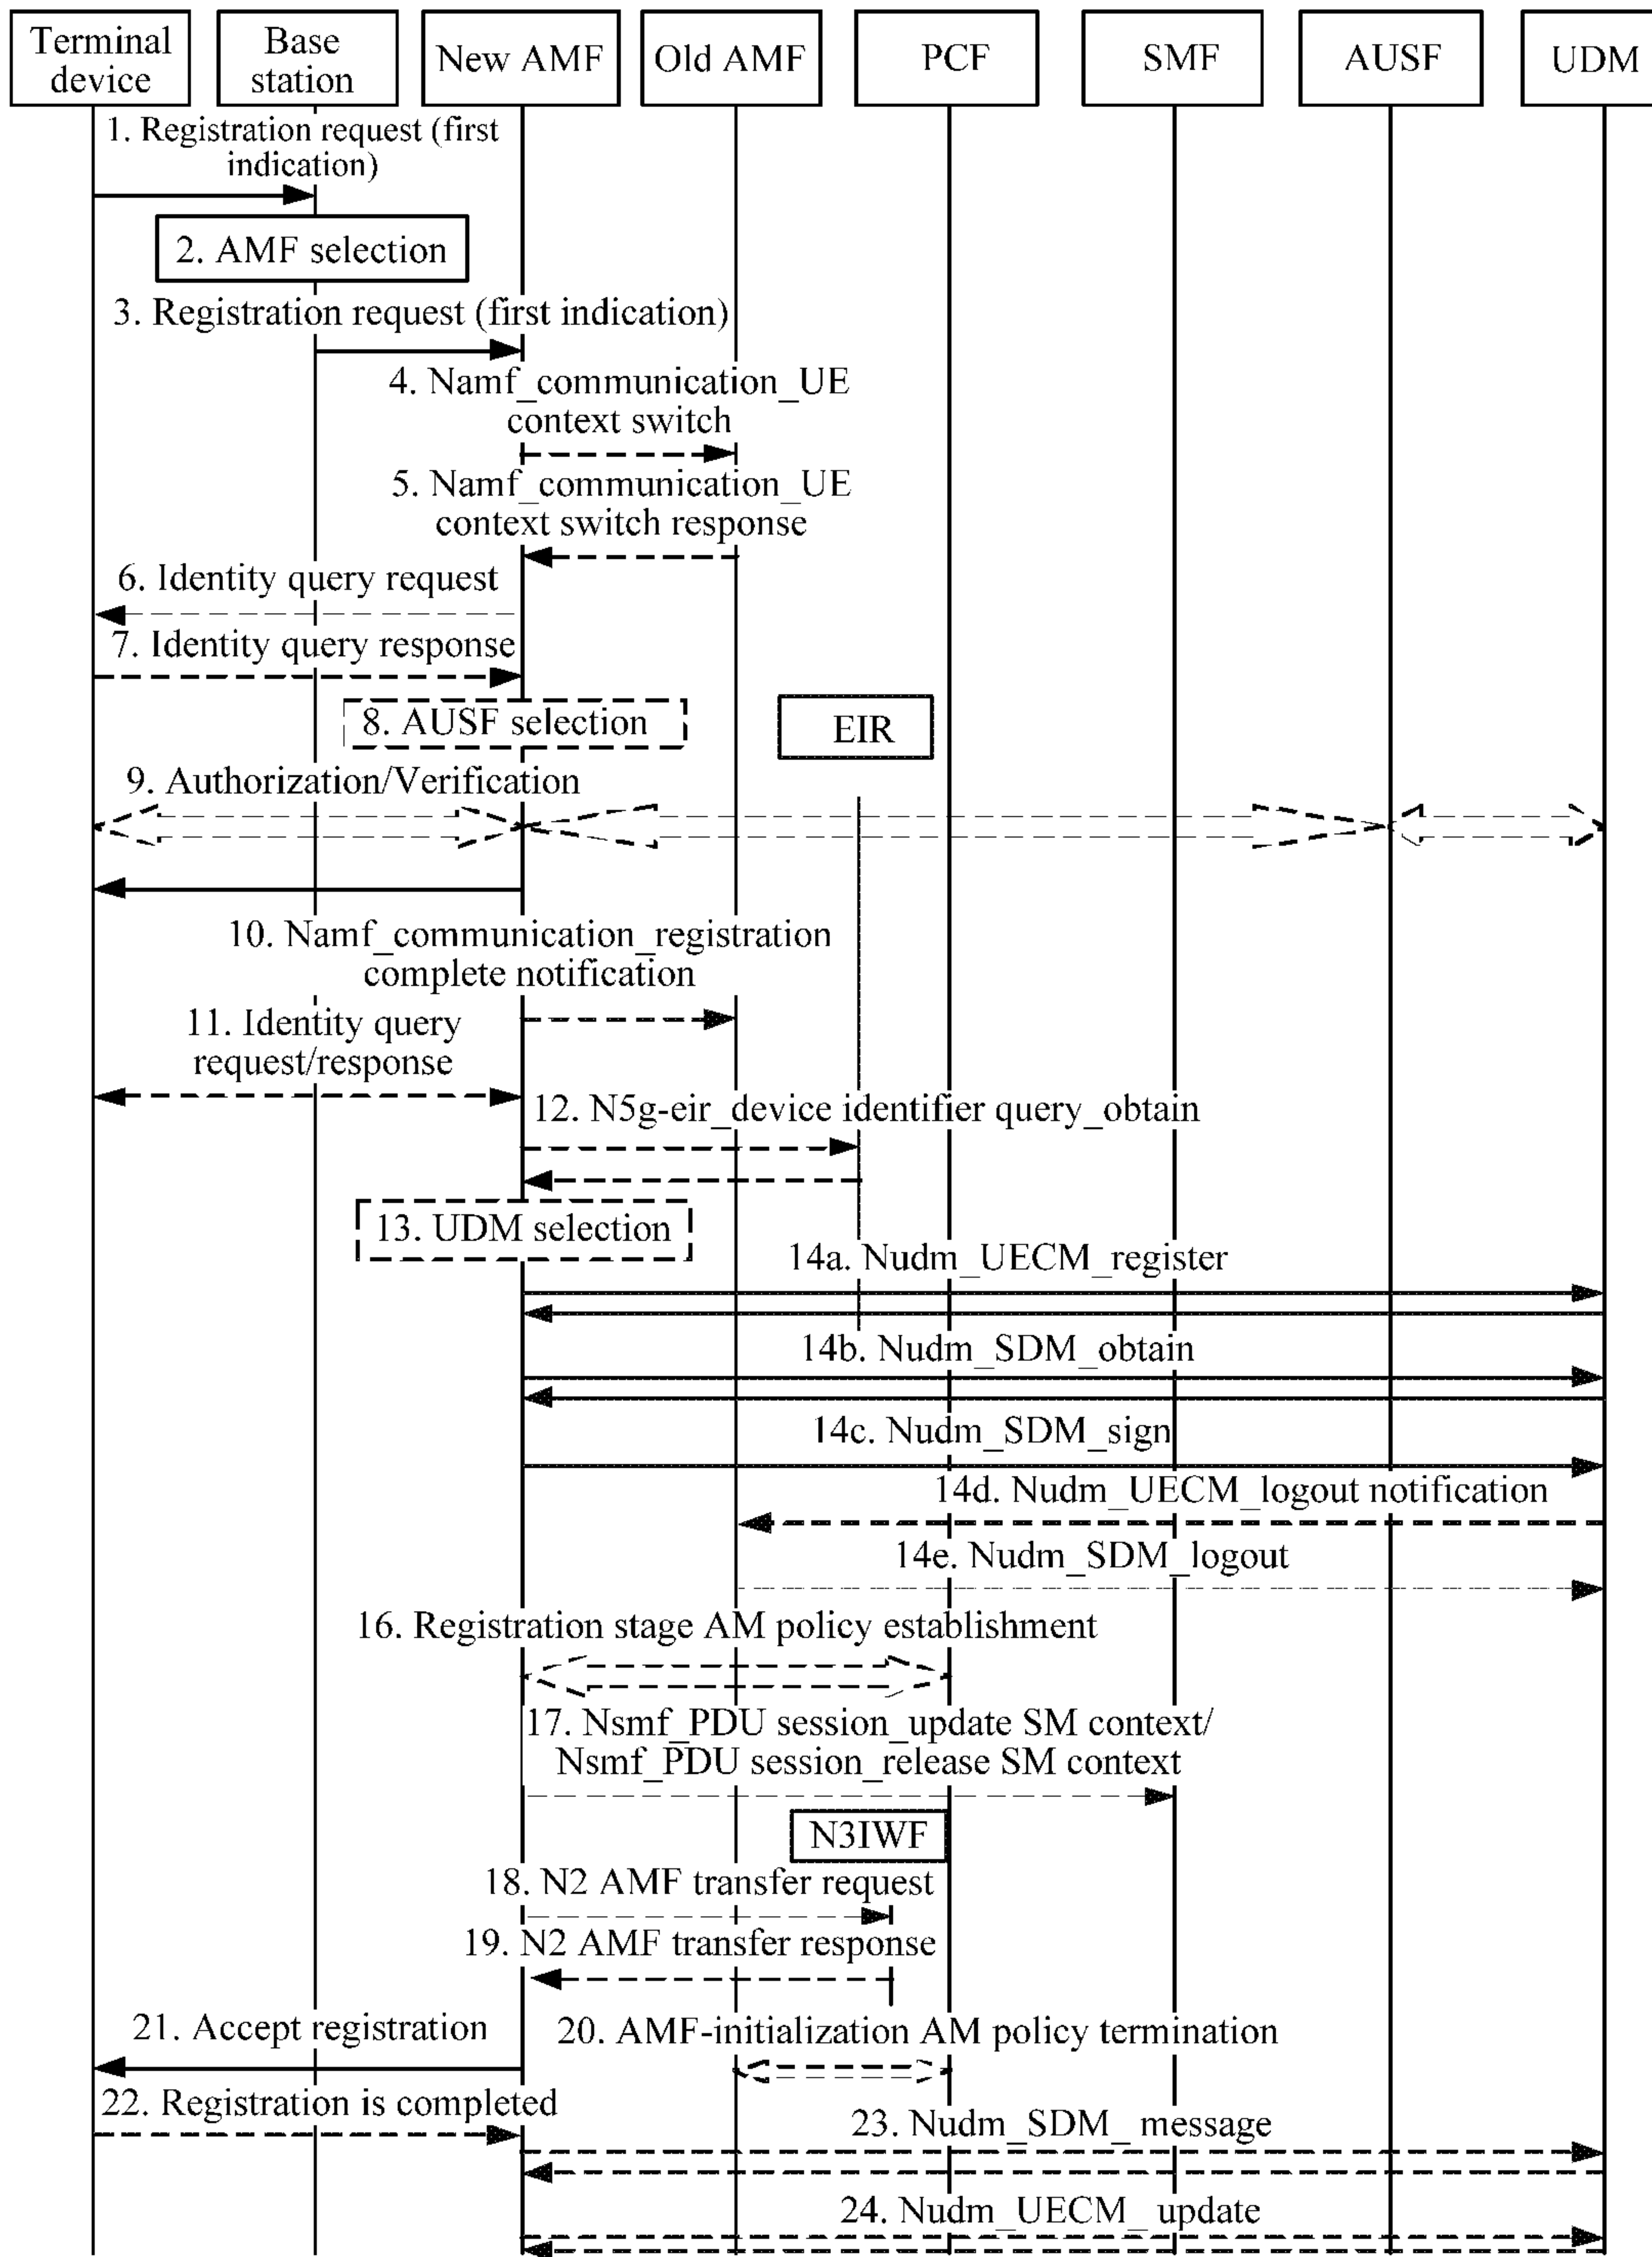 Terminal
device
Base
station
New AMF
Old AMF
PCF
SMF
AUSF
UDM
1. Registration request (first
indication)
2. AMF selection
3. Registration request (first indication)
4. Namf_communication_UE
context switch
5. Namf_communication_UE
context switch response
6. Identity query request
7. Identity query response
8. AUSF selection
EIR
9. Authorization/Verification
10. Namf_communication_registration
complete notification
11. Identity query
request/response
12. N5g-eir_device identifier query_obtain
13. UDM selection
14a. Nudm_UECM_register
14b. Nudm_SDM_obtain
14c. Nudm_SDM_sign
14d. Nudm_UECM_logout notification
14e. Nudm_SDM_logout
16. Registration stage AM policy establishment
17. Nsmf_PDU session_update SM context/
Nsmf_PDU session_release SM context
N3IWF
18. N2 AMF transfer request
19. N2 AMF transfer response
21. Accept registration
20. AMF-initialization AM policy termination
22. Registration is completed
23. Nudm_SDM_ message
24. Nudm_UECM_ update